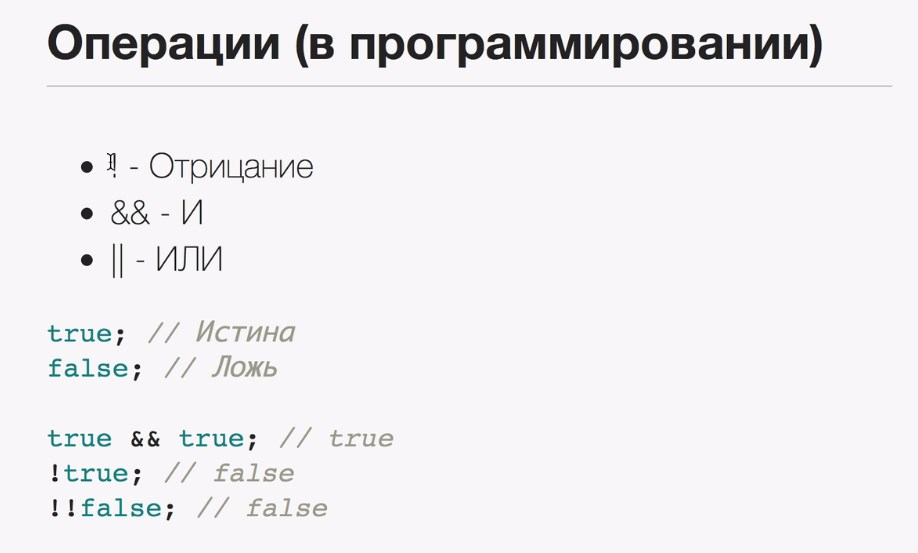 Операции (в программировании)
• ! - Отрицание
• && - И
• || - ИЛИ
true; // Истина
false; // Ложь
true && true; // true
!true; // false
!!false; // false